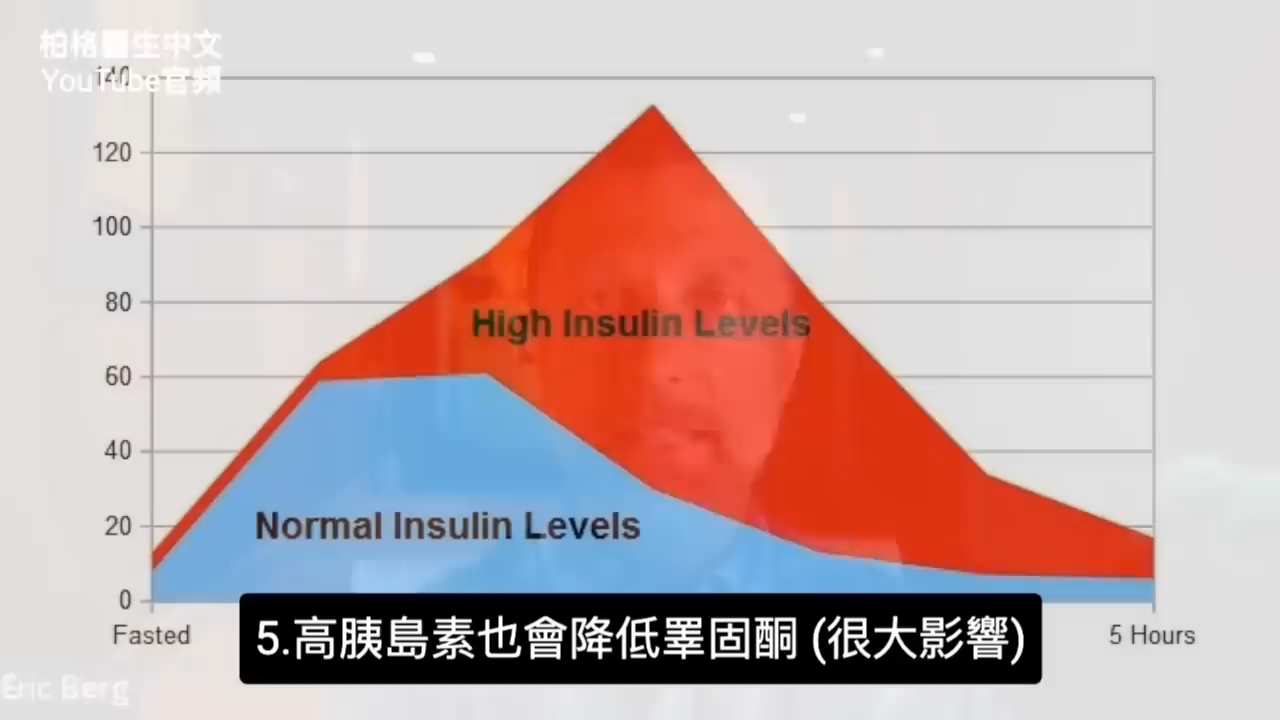 柏格醫生中文
YouTube官頻
140
120
100
80
60
40
20
0
High Insulin Levels
Normal Insulin Levels
Fasted
5 Hours
5.高胰島素也會降低睪固酮 (很大影響)
Eric Berg